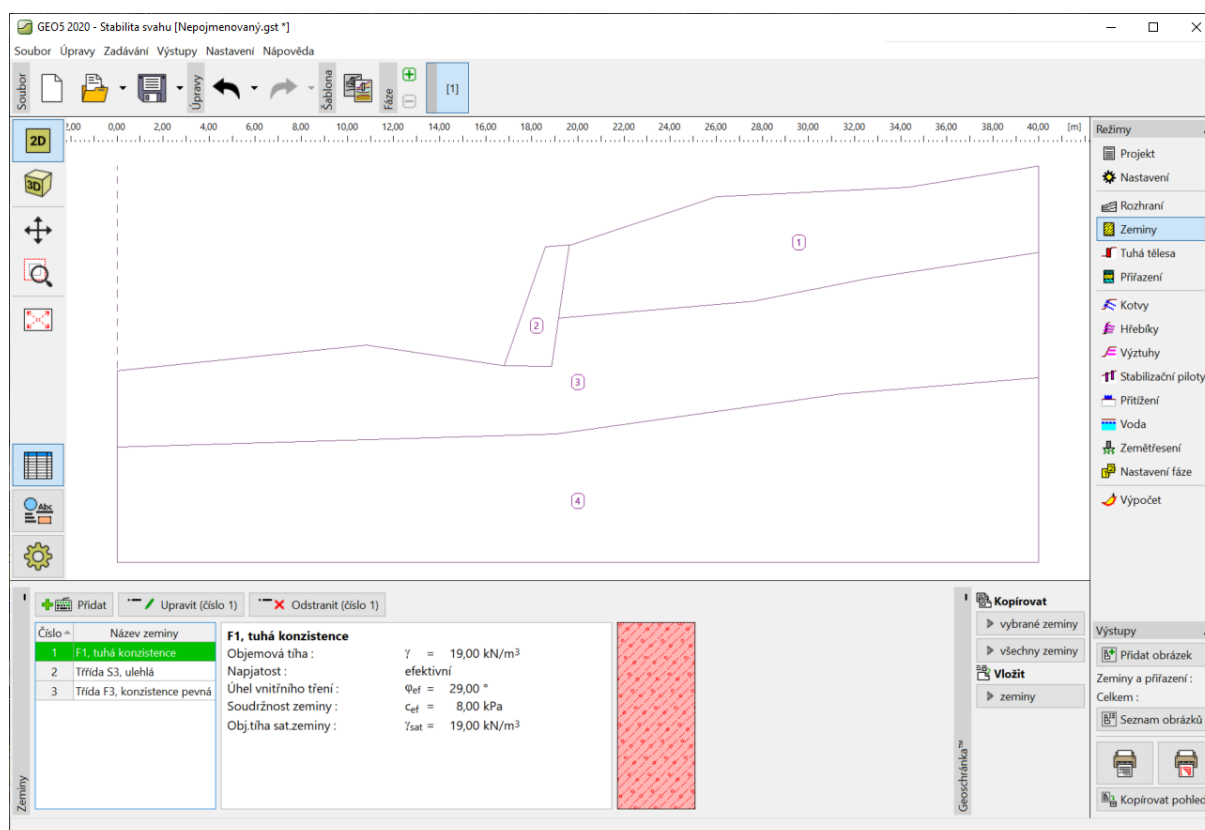 GEO5 2020 - Stabilita svahu [Nepojmenovaný.gst *]
Soubor Úpravy Zadávání Výstupy Nastavení Nápověda
Soubor
Úpravy
Šablona
Fáze
[1]
2D
3D
2,00 0,00 2,00 4,00 6,00 8,00 10,00 12,00 14,00 16,00 18,00 20,00 22,00 24,00 26,00 28,00 30,00 32,00 34,00 36,00 38,00 40,00 [m]
1
2
3
4
Abc
Režimy
Projekt
Nastavení
Rozhraní
Zeminy
Tuhá tělesa
Přiřazení
Kotvy
Hřebíky
Výztuhy
Stabilizační piloty
Přitížení
Voda
Zemětřesení
Nastavení fáze
Výpočet
Zeminy
Přidat
Upravit (číslo 1)
Odstranit (číslo 1)
Číslo Název zeminy
1 F1, tuhá konzistence
2 Třřída S3, ulehlá
3 Třída F3, konzistence pevná
F1, tuhá konzistence
Objemová tíha : γ = 19,00 kN/m3
Napjatost : efektivní
Úhel vnitřního tření : φef = 29,00 °
Soudržnost zeminy : cef = 8,00 kPa
Obj.tíha sat.zeminy : γsat = 19,00 kN/m3
Geoschránka™
Kopírovat
vybrané zeminy
všechny zeminy
Vložit
zeminy
Výstupy
Přidat obrázek
Zeminy a přiřazení :
Celkem :
Seznam obrázků
Kopírovat pohled